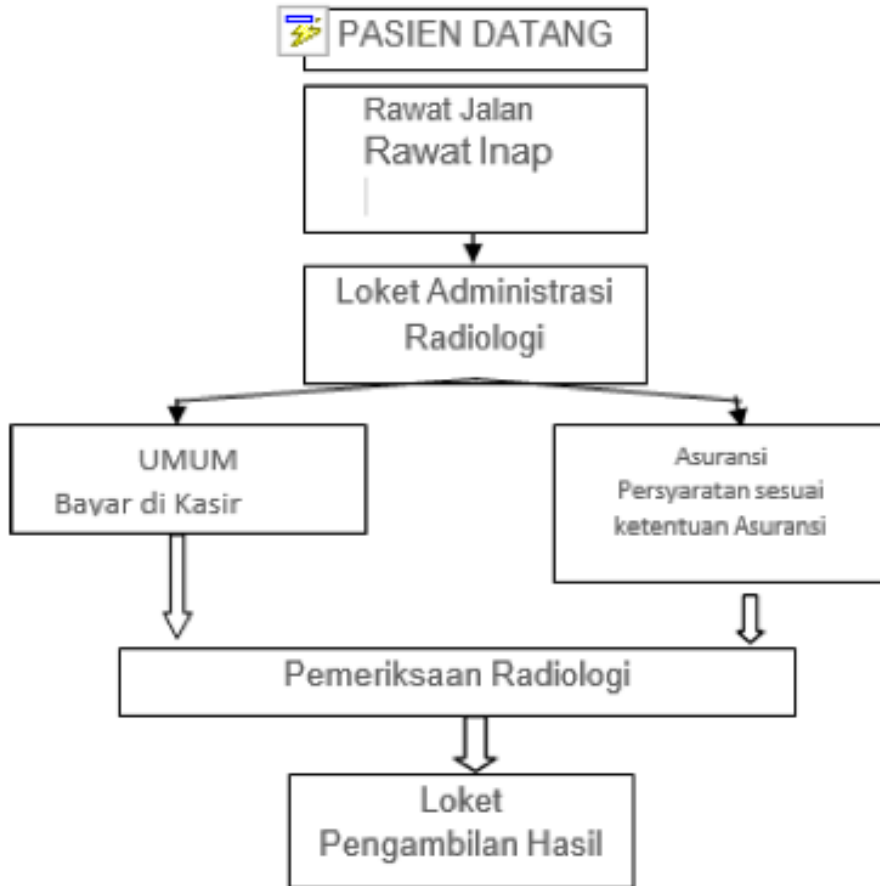 PASIEN DATANG
Rawat Jalan
Rawat Inap
Loket Administrasi
Radiologi
UMUM
Bayar di Kasir
Asuransi
Persyaratan sesuai
ketentuan Asuransi
Pemeriksaan Radiologi
Loket
Pengambilan Hasil